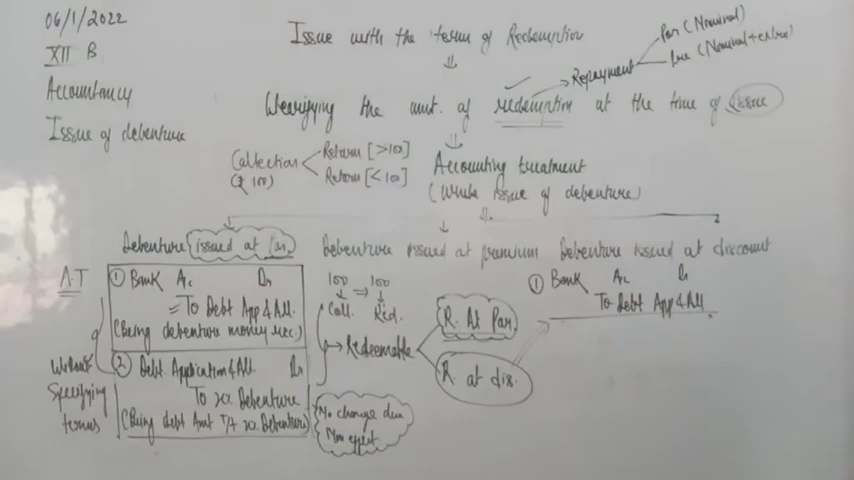 06/1/2022
XII B
Accountancy
Issue of debenture
Issue with the term of Redemption
Repayment
Par (Nominal)
Pre (Nominal+extra)
the amt. of redemption at the time of issue
Collection
(₹ 100)
Return [>100]
Return [<100]
Accounting treatment
(While issue of debenture)
Debenture issued at Par.
Debenture issued at premium
Debenture issued at discount
A.T
① Bank A/c Dr
To Debt App & All.
(Being debenture money rec.)
② Debt. Application & All. Dr
To x% Debenture
(Being debt Amt T/f x% Debenture)
Without
Specifying
terms
100 ⇒ 100
Coll. Red.
Redeemable
R. At Par.
R. at dis.
No change due
Non effect
① Bank A/c Dr
To Debt App & All